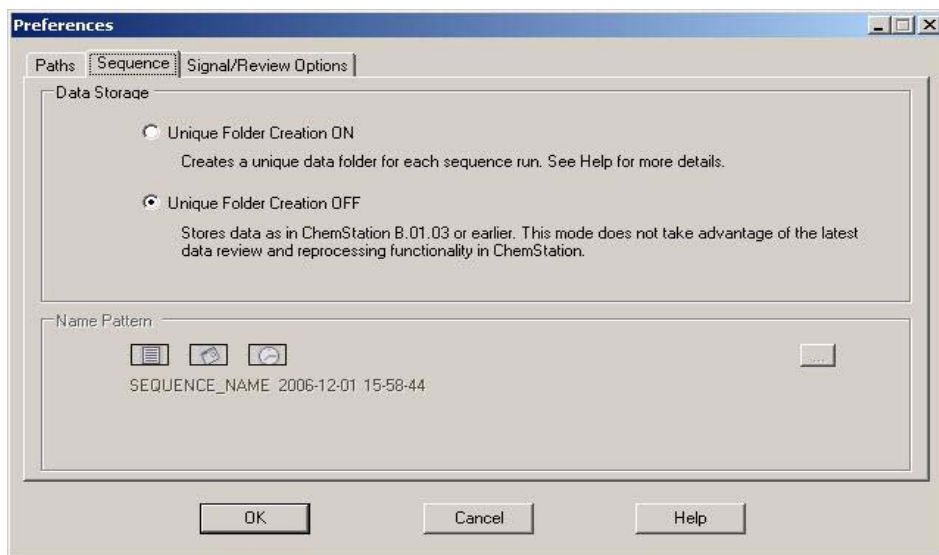 Preferences
Paths Sequence Signal/Review Options
Data Storage
Unique Folder Creation ON
Creates a unique data folder for each sequence run. See Help for more details.
Unique Folder Creation OFF
Stores data as in ChemStation B.01.03 or earlier. This mode does not take advantage of the latest
data review and reprocessing functionality in ChemStation.
Name Pattern
...
SEQUENCE_NAME 2006-12-01 15-58-44
OK Cancel Help